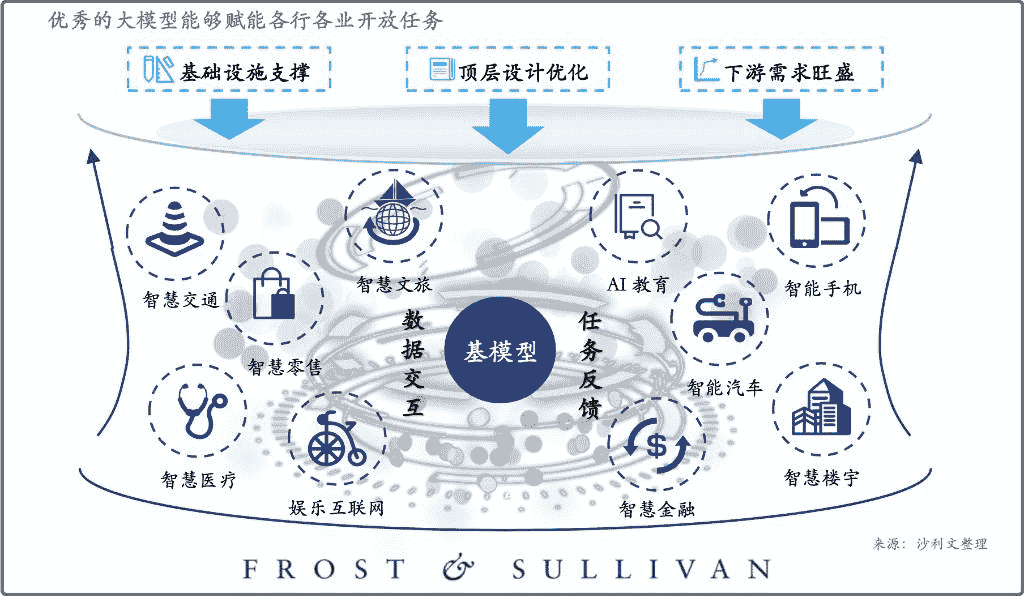 优秀的大模型能够赋能各行各业开放任务
基础设施支撑
顶层设计优化
下游需求旺盛
智慧交通
智慧文旅
AI 教育
智能手机
智慧零售
数据交互
基模型
任务反馈
智能汽车
智慧医疗
娱乐互联网
$
智慧金融
智慧楼宇
来源：沙利文整理
FROST & SULLIVAN